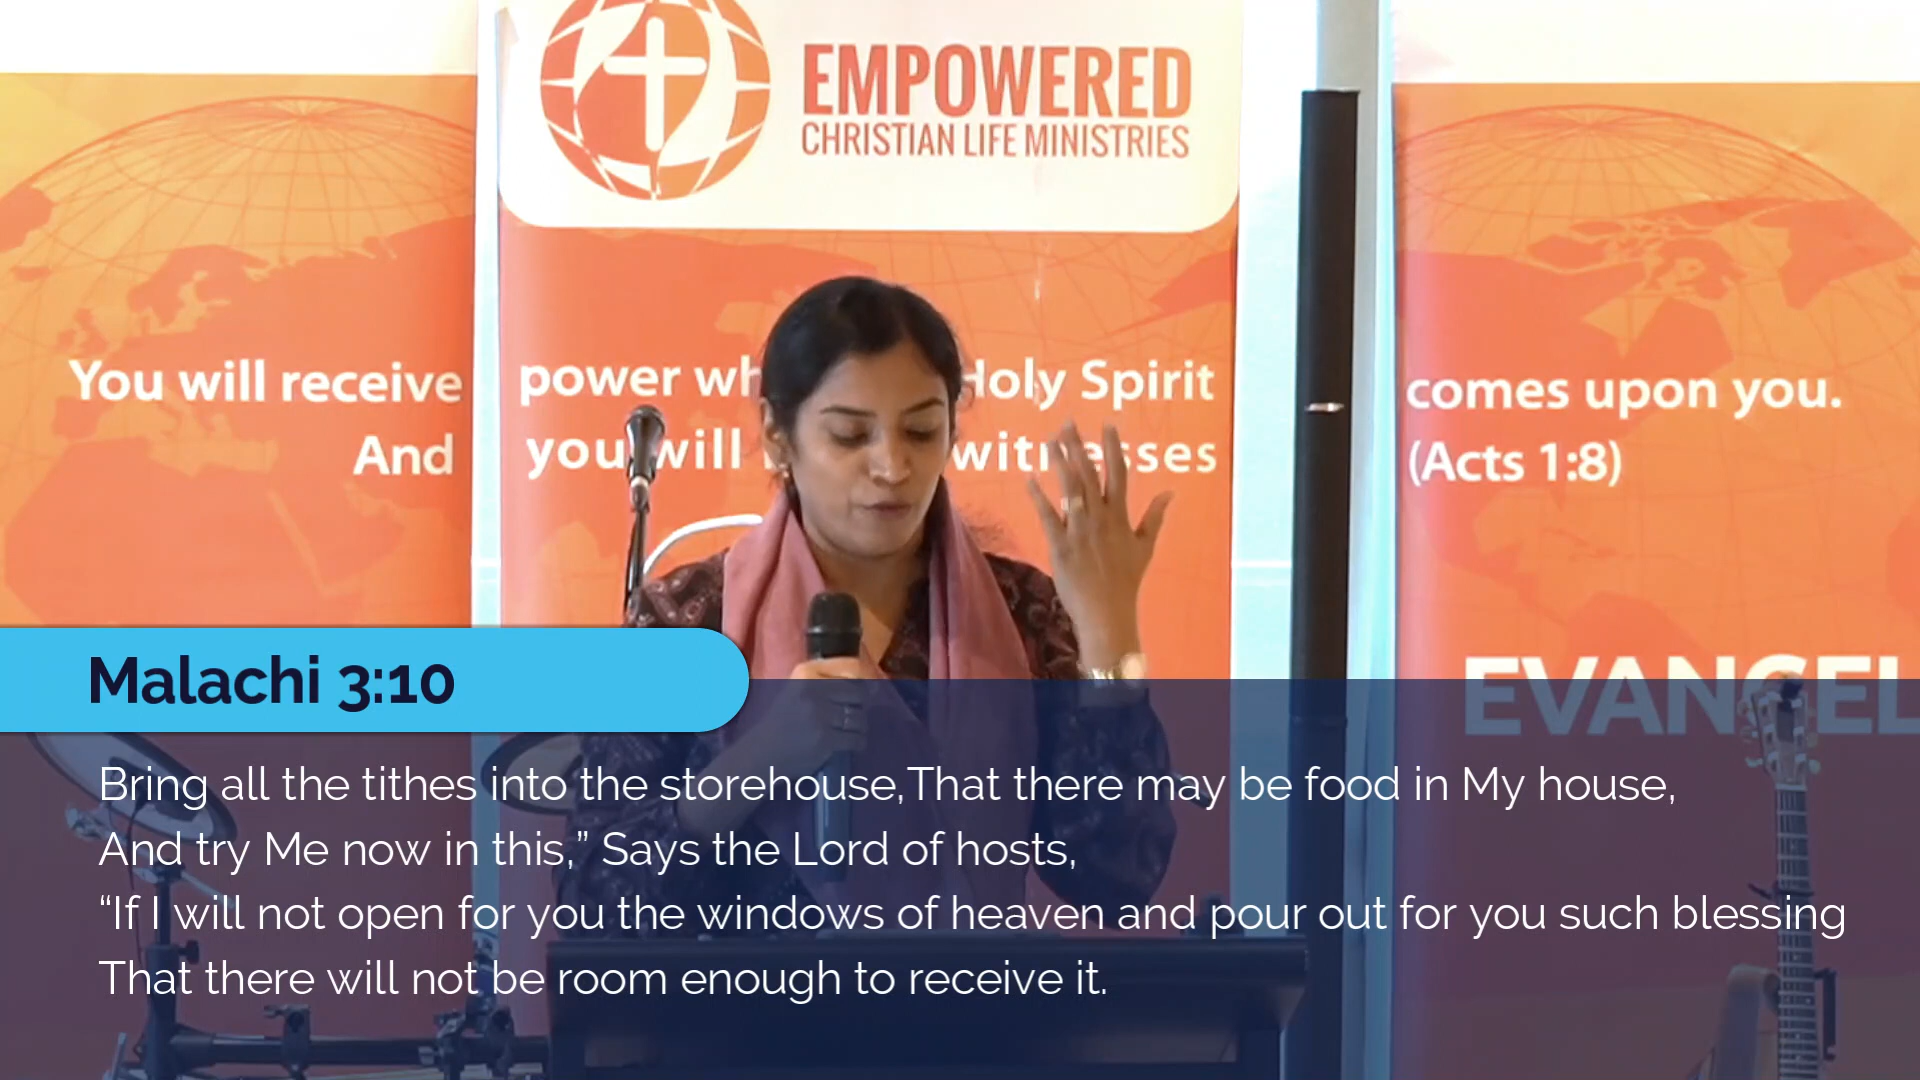 EMPOWERED
CHRISTIAN LIFE MINISTRIES
You will receive power wh Holy Spirit comes upon you.
And you will witnesses (Acts 1:8)
EVANGEL
Malachi 3:10
Bring all the tithes into the storehouse,That there may be food in My house,
And try Me now in this,” Says the Lord of hosts,
“If I will not open for you the windows of heaven and pour out for you such blessing
That there will not be room enough to receive it.